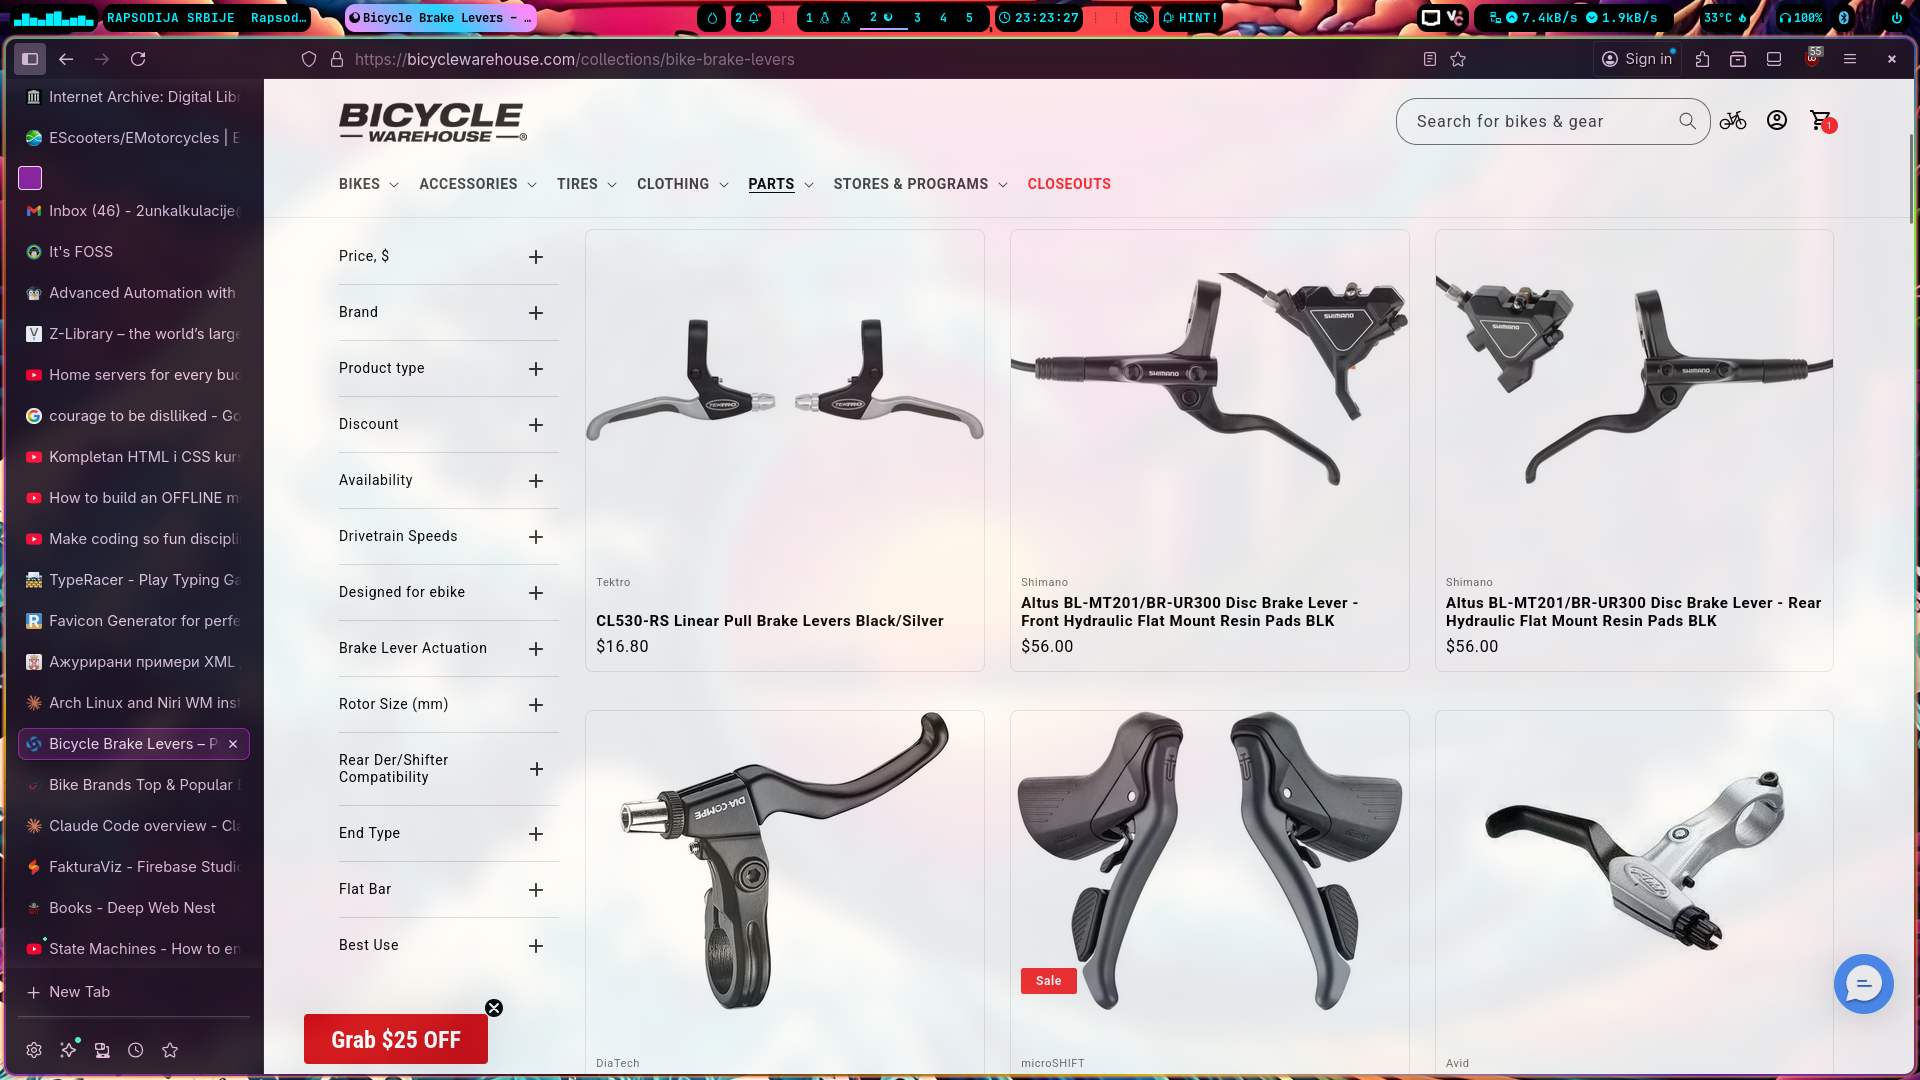 RAPSODIJA SRBIJE Rapsod…
Bicycle Brake Levers – …
2
1
2
3
4
5
23:23:27
HINT!
7.4kB/s
1.9kB/s
33°C
100%
https://bicyclewarehouse.com/collections/bike-brake-levers
Sign in
55
Internet Archive: Digital Libr
EScooters/EMotorcycles | E
Inbox (46) - 2unkalkulacije@
It's FOSS
Advanced Automation with
Z-Library – the world's large
Home servers for every bud
courage to be dislliked - Go
Kompletan HTML i CSS kurs
How to build an OFFLINE m
Make coding so fun discipli
TypeRacer - Play Typing Ga
Favicon Generator for perfe
Ажурирани примери XML
Arch Linux and Niri WM inst
Bicycle Brake Levers – P
Bike Brands Top & Popular
Claude Code overview - Cla
FakturaViz - Firebase Studio
Books - Deep Web Nest
State Machines - How to en
New Tab
BICYCLE
WAREHOUSE®
Search for bikes & gear
1
BIKES
ACCESSORIES
TIRES
CLOTHING
PARTS
STORES & PROGRAMS
CLOSEOUTS
Price, $
Brand
Product type
Discount
Availability
Drivetrain Speeds
Designed for ebike
Brake Lever Actuation
Rotor Size (mm)
Rear Der/Shifter
Compatibility
End Type
Flat Bar
Best Use
Grab $25 OFF
TEKTRO
TEKTRO
Tektro
CL530-RS Linear Pull Brake Levers Black/Silver
$16.80
SHIMANO
SHIMANO
Shimano
Altus BL-MT201/BR-UR300 Disc Brake Lever -
Front Hydraulic Flat Mount Resin Pads BLK
$56.00
SHIMANO
SHIMANO
Shimano
Altus BL-MT201/BR-UR300 Disc Brake Lever - Rear
Hydraulic Flat Mount Resin Pads BLK
$56.00
DIA-COMPE
DiaTech
Sale
microSHIFT
Avid